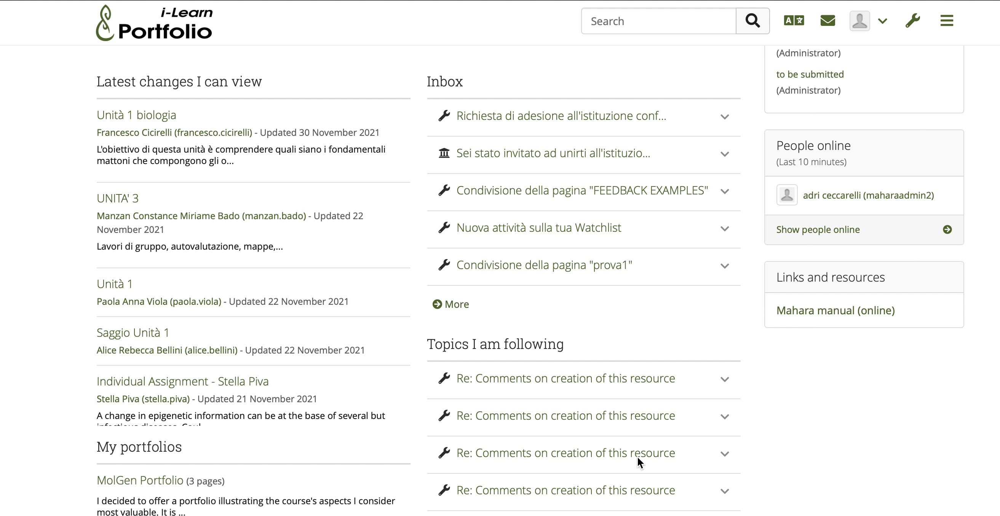 i-Learn
Portfolio
Search
Latest changes I can view
Unità 1 biologia
Francesco Cicirelli (francesco.cicirelli) - Updated 30 November 2021
L'obiettivo di questa unità è comprendere quali siano i fondamentali
mattoni che compongono gli o...
UNITA' 3
Manzan Constance Miriame Bado (manzan.bado) - Updated 22
November 2021
Lavori di gruppo, autovalutazione, mappe,...
Unità 1
Paola Anna Viola (paola.viola) - Updated 22 November 2021
Saggio Unità 1
Alice Rebecca Bellini (alice.bellini) - Updated 22 November 2021
Individual Assignment - Stella Piva
Stella Piva (stella.piva) - Updated 21 November 2021
A change in epigenetic information can be at the base of several but
My portfolios
MolGen Portfolio (3 pages)
I decided to offer a portfolio illustrating the course's aspects I consider
most valuable. It is ...
Inbox
Richiesta di adesione all'istituzione conf...
Sei stato invitato ad unirti all'istituzio...
Condivisione della pagina "FEEDBACK EXAMPLES"
Nuova attività sulla tua Watchlist
Condivisione della pagina "prova1"
More
Topics I am following
Re: Comments on creation of this resource
Re: Comments on creation of this resource
Re: Comments on creation of this resource
Re: Comments on creation of this resource
(Administrator)
to be submitted
(Administrator)
People online
(Last 10 minutes)
adri ceccarelli (maharaadmin2)
Show people online
Links and resources
Mahara manual (online)